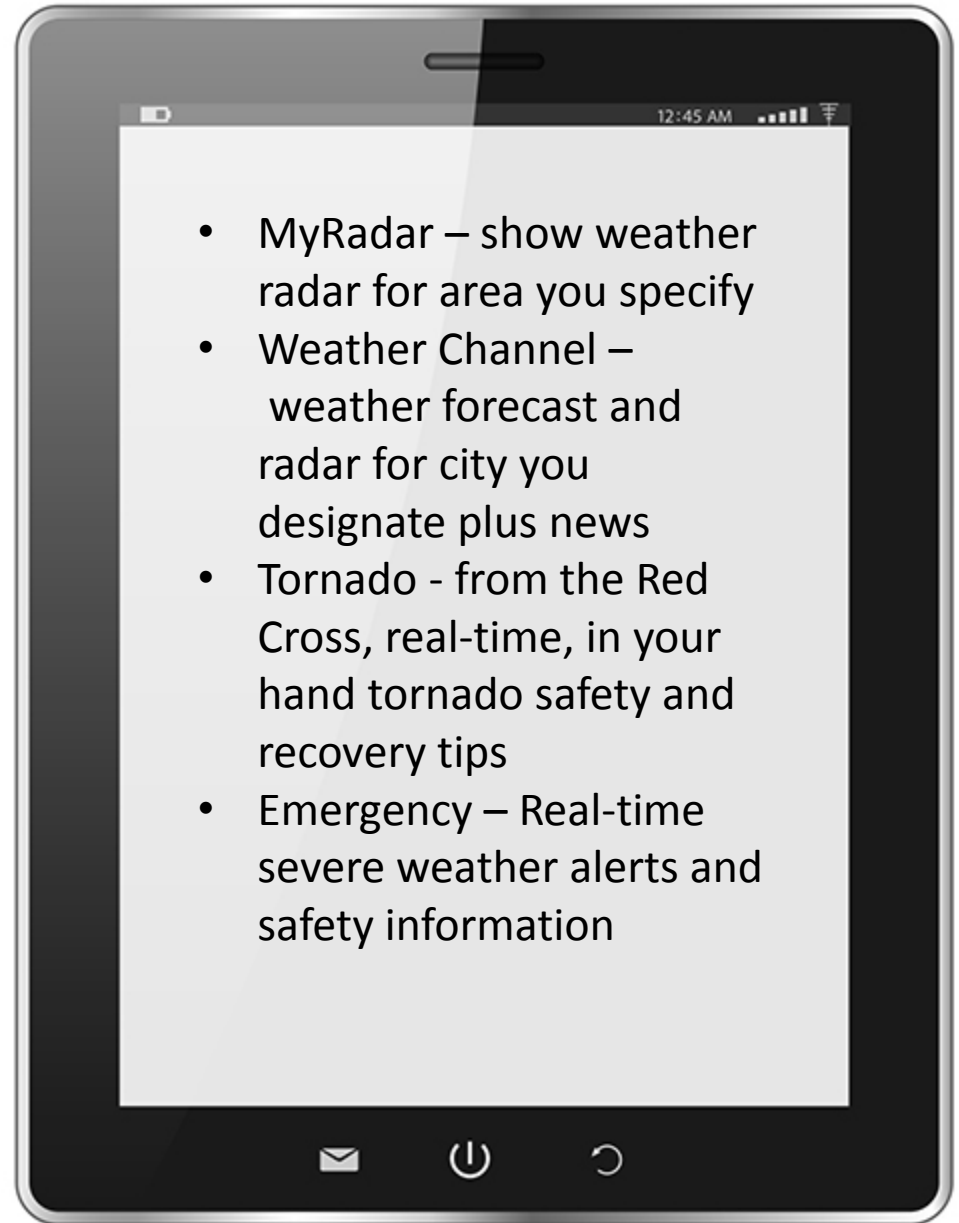 12:45 AM
• MyRadar – show weather
radar for area you specify
• Weather Channel –
weather forecast and
radar for city you
designate plus news
• Tornado - from the Red
Cross, real-time, in your
hand tornado safety and
recovery tips
• Emergency – Real-time
severe weather alerts and
safety information